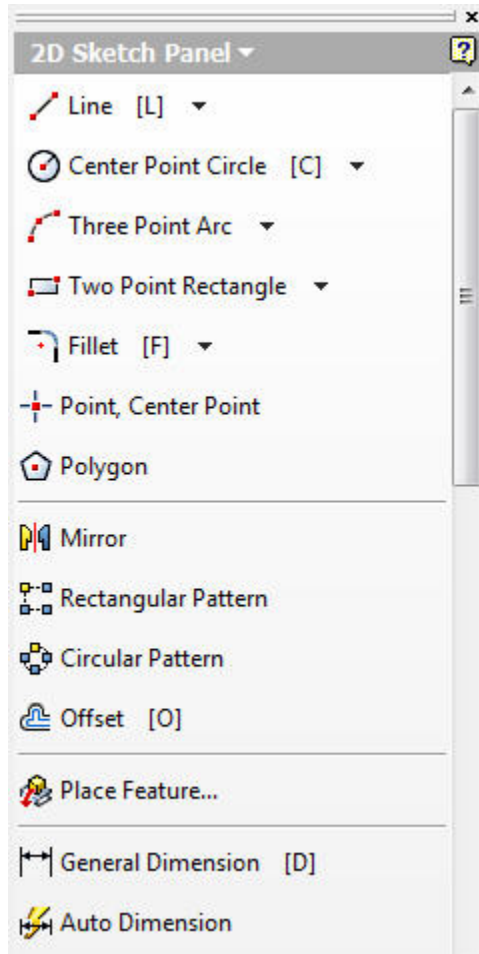 2D Sketch Panel
Line [L]
Center Point Circle [C]
Three Point Arc
Two Point Rectangle
Fillet [F]
Point, Center Point
Polygon
Mirror
Rectangular Pattern
Circular Pattern
Offset [O]
Place Feature...
General Dimension [D]
Auto Dimension